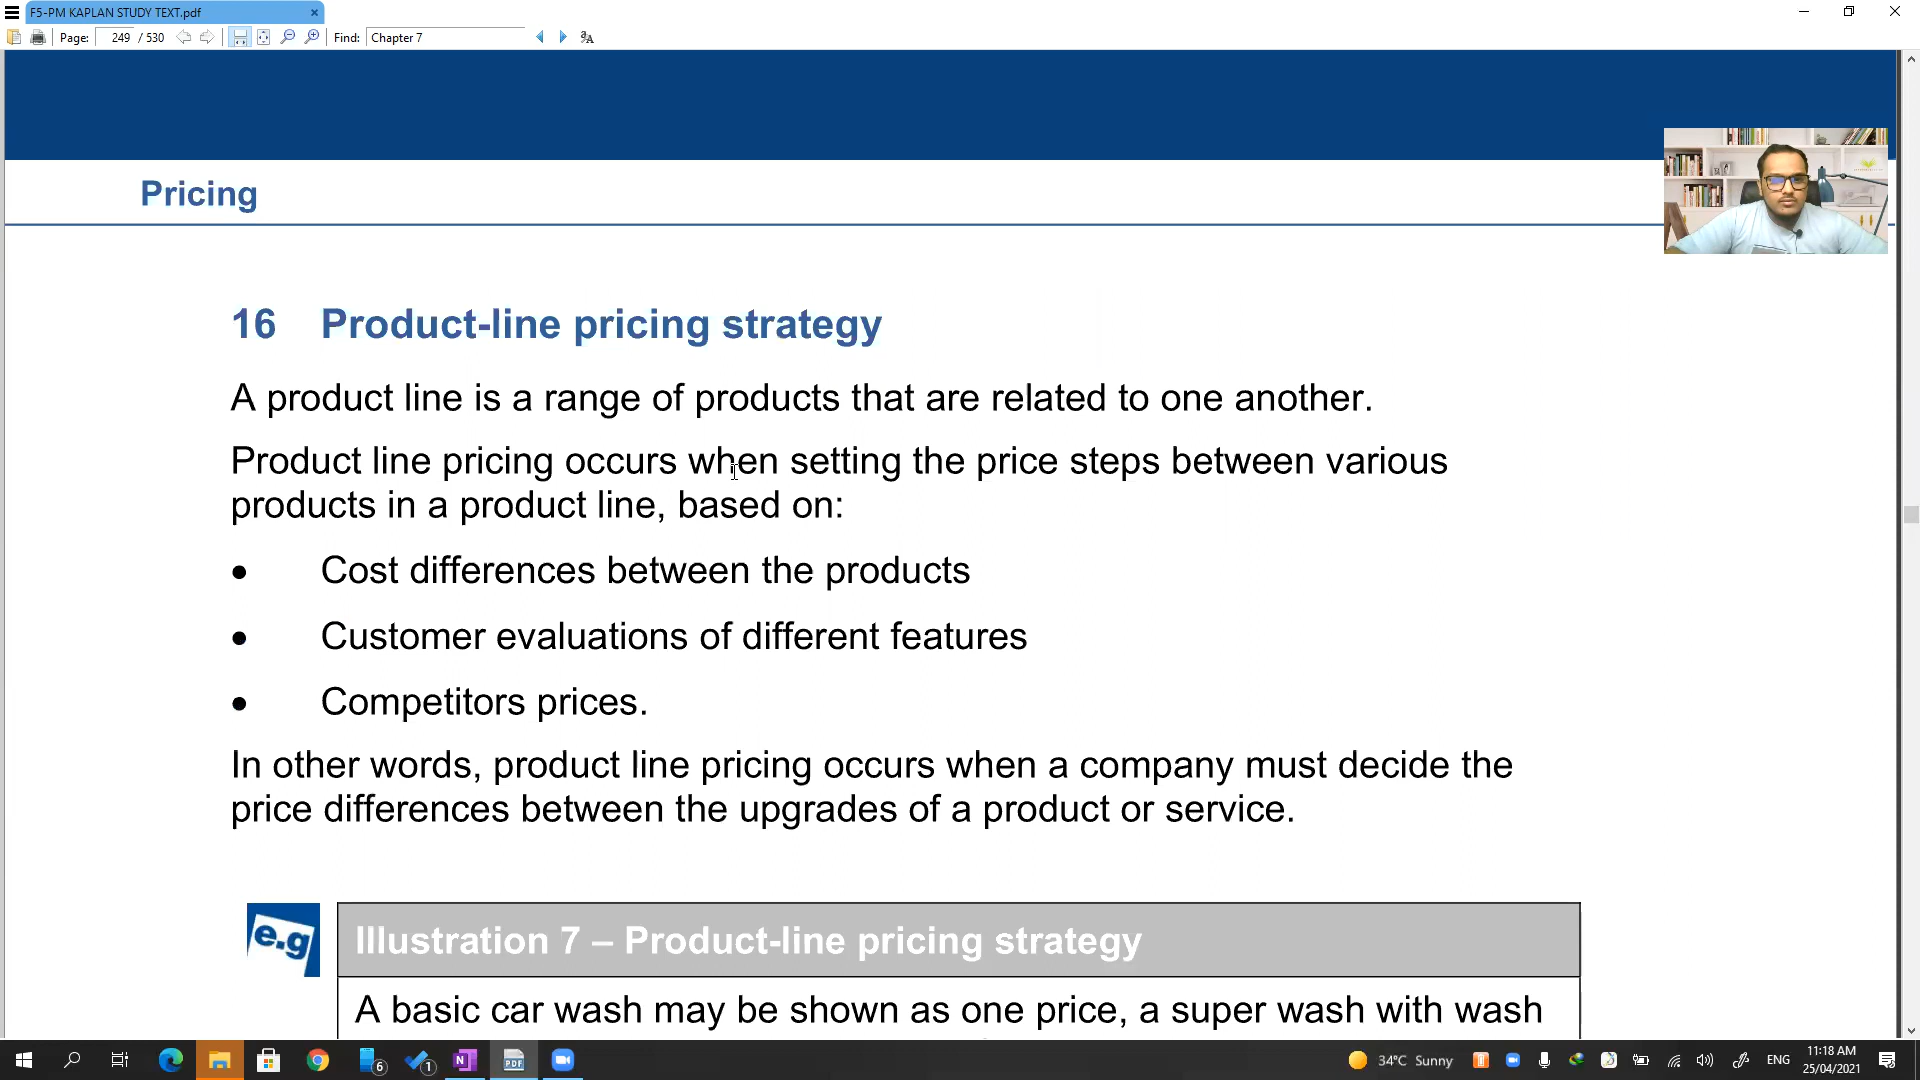 F5-PM KAPLAN STUDY TEXT.pdf
Page: 249 / 530 Find: Chapter 7
Pricing
16 Product-line pricing strategy
A product line is a range of products that are related to one another.
Product line pricing occurs when setting the price steps between various
products in a product line, based on:
• Cost differences between the products
• Customer evaluations of different features
• Competitors prices.
In other words, product line pricing occurs when a company must decide the
price differences between the upgrades of a product or service.
e.g
Illustration 7 – Product-line pricing strategy
A basic car wash may be shown as one price, a super wash with wash
6
1
N
PDF
34°C Sunny
ENG
11:18 AM
25/04/2021